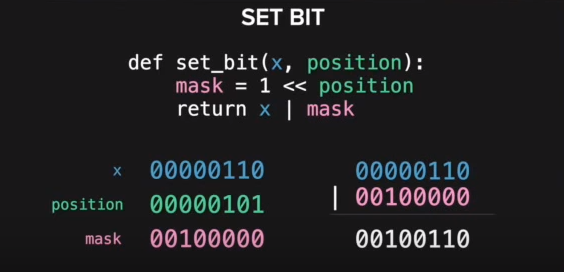 SET BIT
def set_bit(x, position):
    mask = 1 << position
    return x | mask
x 00000110
position 00000101
mask 00100000
00000110
| 00100000
00100110